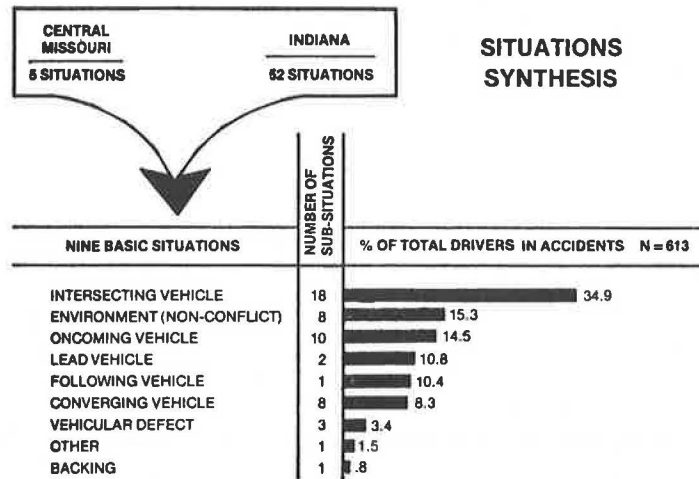 CENTRAL
MISSOURI
5 SITUATIONS
INDIANA
52 SITUATIONS
SITUATIONS
SYNTHESIS
NINE BASIC SITUATIONS
NUMBER OF
SUB-SITUATIONS
% OF TOTAL DRIVERS IN ACCIDENTS N = 613
INTERSECTING VEHICLE 18 34.9
ENVIRONMENT (NON-CONFLICT) 8 15.3
ONCOMING VEHICLE 10 14.5
LEAD VEHICLE 2 10.8
FOLLOWING VEHICLE 1 10.4
CONVERGING VEHICLE 8 8.3
VEHICULAR DEFECT 3 3.4
OTHER 1 1.5
BACKING 1 .8